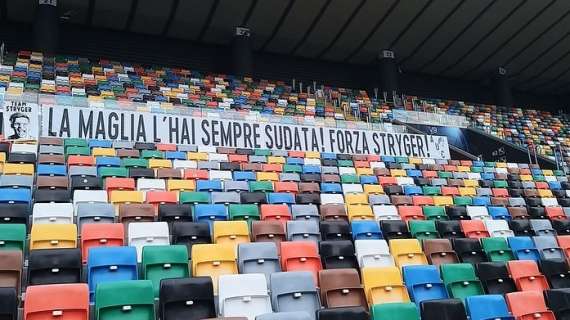 TEAM
STRYGER
LA MAGLIA L'HAI SEMPRE SUDATA! FORZA STRYGER!